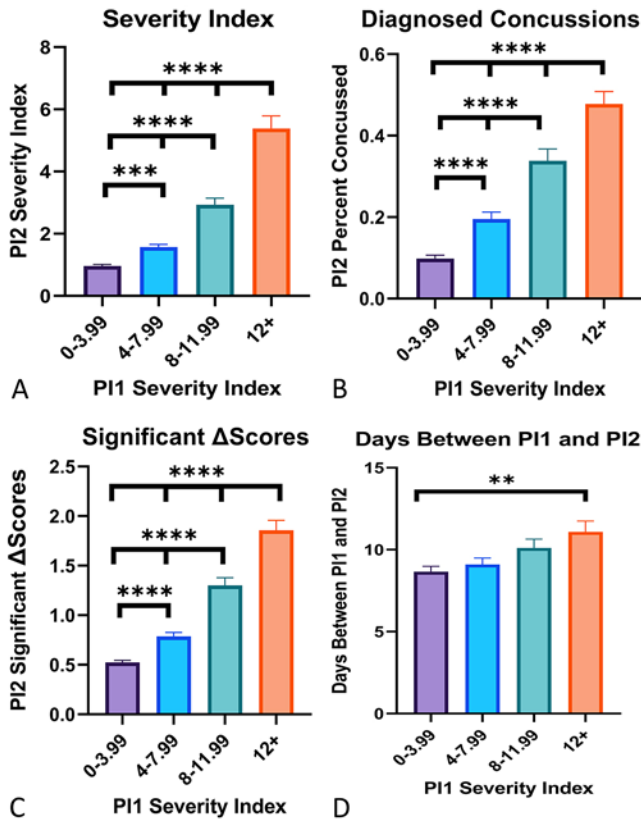 Severity Index
PI2 Severity Index
8
6
4
2
0
****
****
***
0-3.99
4-7.99
8-11.99
12+
PI1 Severity Index
A
Diagnosed Concussions
PI2 Percent Concussed
0.6
0.4
0.2
0.0
****
****
****
0-3.99
4-7.99
8-11.99
12+
PI1 Severity Index
B
Significant ΔScores
PI2 Significant ΔScores
2.5
2.0
1.5
1.0
0.5
0.0
****
****
****
0-3.99
4-7.99
8-11.99
12+
PI1 Severity Index
C
Days Between PI1 and PI2
Days Between PI1 and PI2
15
10
5
0
**
0-3.99
4-7.99
8-11.99
12+
PI1 Severity Index
D